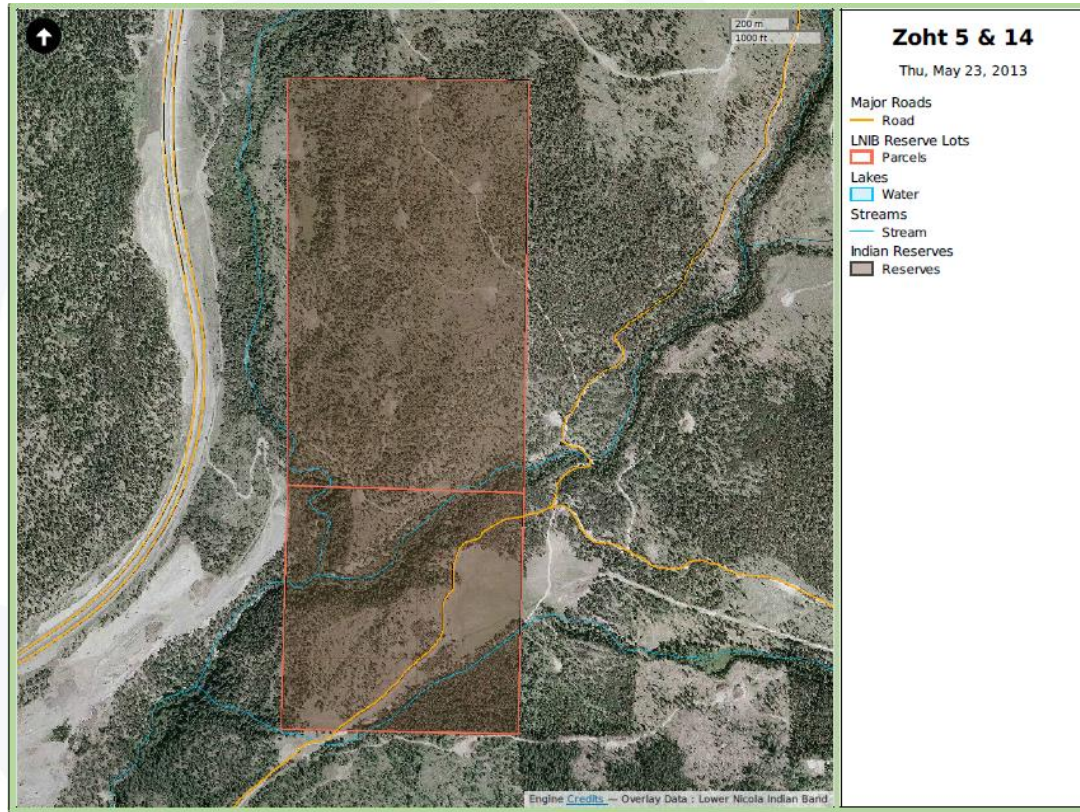 200 m
1000 ft
Zoht 5 & 14
Thu, May 23, 2013
Major Roads
Road
LNIB Reserve Lots
Parcels
Lakes
Water
Streams
Stream
Indian Reserves
Reserves
Engine Credits — Overlay Data : Lower Nicola Indian Band